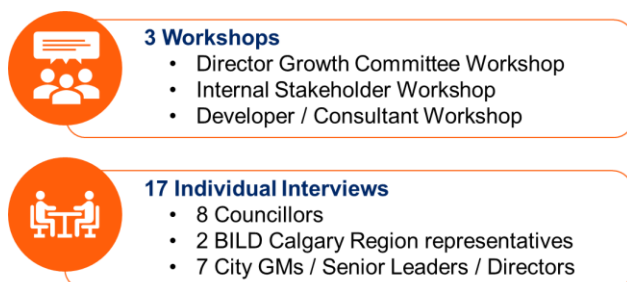 3 Workshops
• Director Growth Committee Workshop
• Internal Stakeholder Workshop
• Developer / Consultant Workshop
17 Individual Interviews
• 8 Councillors
• 2 BILD Calgary Region representatives
• 7 City GMs / Senior Leaders / Directors